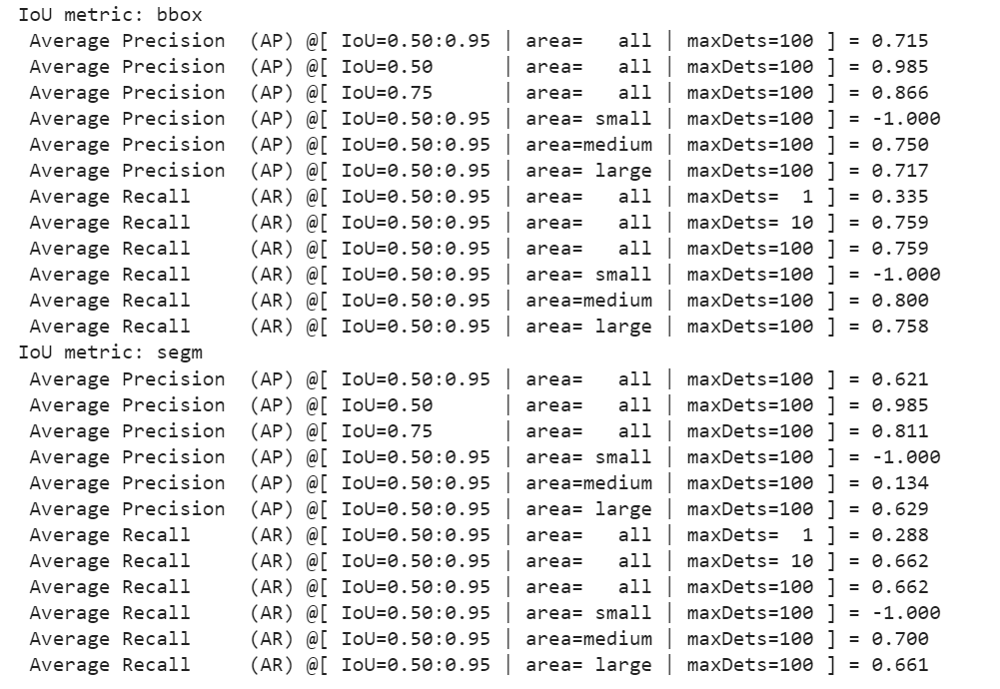 IoU metric: bbox
 Average Precision  (AP) @[ IoU=0.50:0.95 | area=   all | maxDets=100 ] = 0.715
 Average Precision  (AP) @[ IoU=0.50      | area=   all | maxDets=100 ] = 0.985
 Average Precision  (AP) @[ IoU=0.75      | area=   all | maxDets=100 ] = 0.866
 Average Precision  (AP) @[ IoU=0.50:0.95 | area= small | maxDets=100 ] = -1.000
 Average Precision  (AP) @[ IoU=0.50:0.95 | area=medium | maxDets=100 ] = 0.750
 Average Precision  (AP) @[ IoU=0.50:0.95 | area= large | maxDets=100 ] = 0.717
 Average Recall     (AR) @[ IoU=0.50:0.95 | area=   all | maxDets=  1 ] = 0.335
 Average Recall     (AR) @[ IoU=0.50:0.95 | area=   all | maxDets= 10 ] = 0.759
 Average Recall     (AR) @[ IoU=0.50:0.95 | area=   all | maxDets=100 ] = 0.759
 Average Recall     (AR) @[ IoU=0.50:0.95 | area= small | maxDets=100 ] = -1.000
 Average Recall     (AR) @[ IoU=0.50:0.95 | area=medium | maxDets=100 ] = 0.800
 Average Recall     (AR) @[ IoU=0.50:0.95 | area= large | maxDets=100 ] = 0.758
IoU metric: segm
 Average Precision  (AP) @[ IoU=0.50:0.95 | area=   all | maxDets=100 ] = 0.621
 Average Precision  (AP) @[ IoU=0.50      | area=   all | maxDets=100 ] = 0.985
 Average Precision  (AP) @[ IoU=0.75      | area=   all | maxDets=100 ] = 0.811
 Average Precision  (AP) @[ IoU=0.50:0.95 | area= small | maxDets=100 ] = -1.000
 Average Precision  (AP) @[ IoU=0.50:0.95 | area=medium | maxDets=100 ] = 0.134
 Average Precision  (AP) @[ IoU=0.50:0.95 | area= large | maxDets=100 ] = 0.629
 Average Recall     (AR) @[ IoU=0.50:0.95 | area=   all | maxDets=  1 ] = 0.288
 Average Recall     (AR) @[ IoU=0.50:0.95 | area=   all | maxDets= 10 ] = 0.662
 Average Recall     (AR) @[ IoU=0.50:0.95 | area=   all | maxDets=100 ] = 0.662
 Average Recall     (AR) @[ IoU=0.50:0.95 | area= small | maxDets=100 ] = -1.000
 Average Recall     (AR) @[ IoU=0.50:0.95 | area=medium | maxDets=100 ] = 0.700
 Average Recall     (AR) @[ IoU=0.50:0.95 | area= large | maxDets=100 ] = 0.661